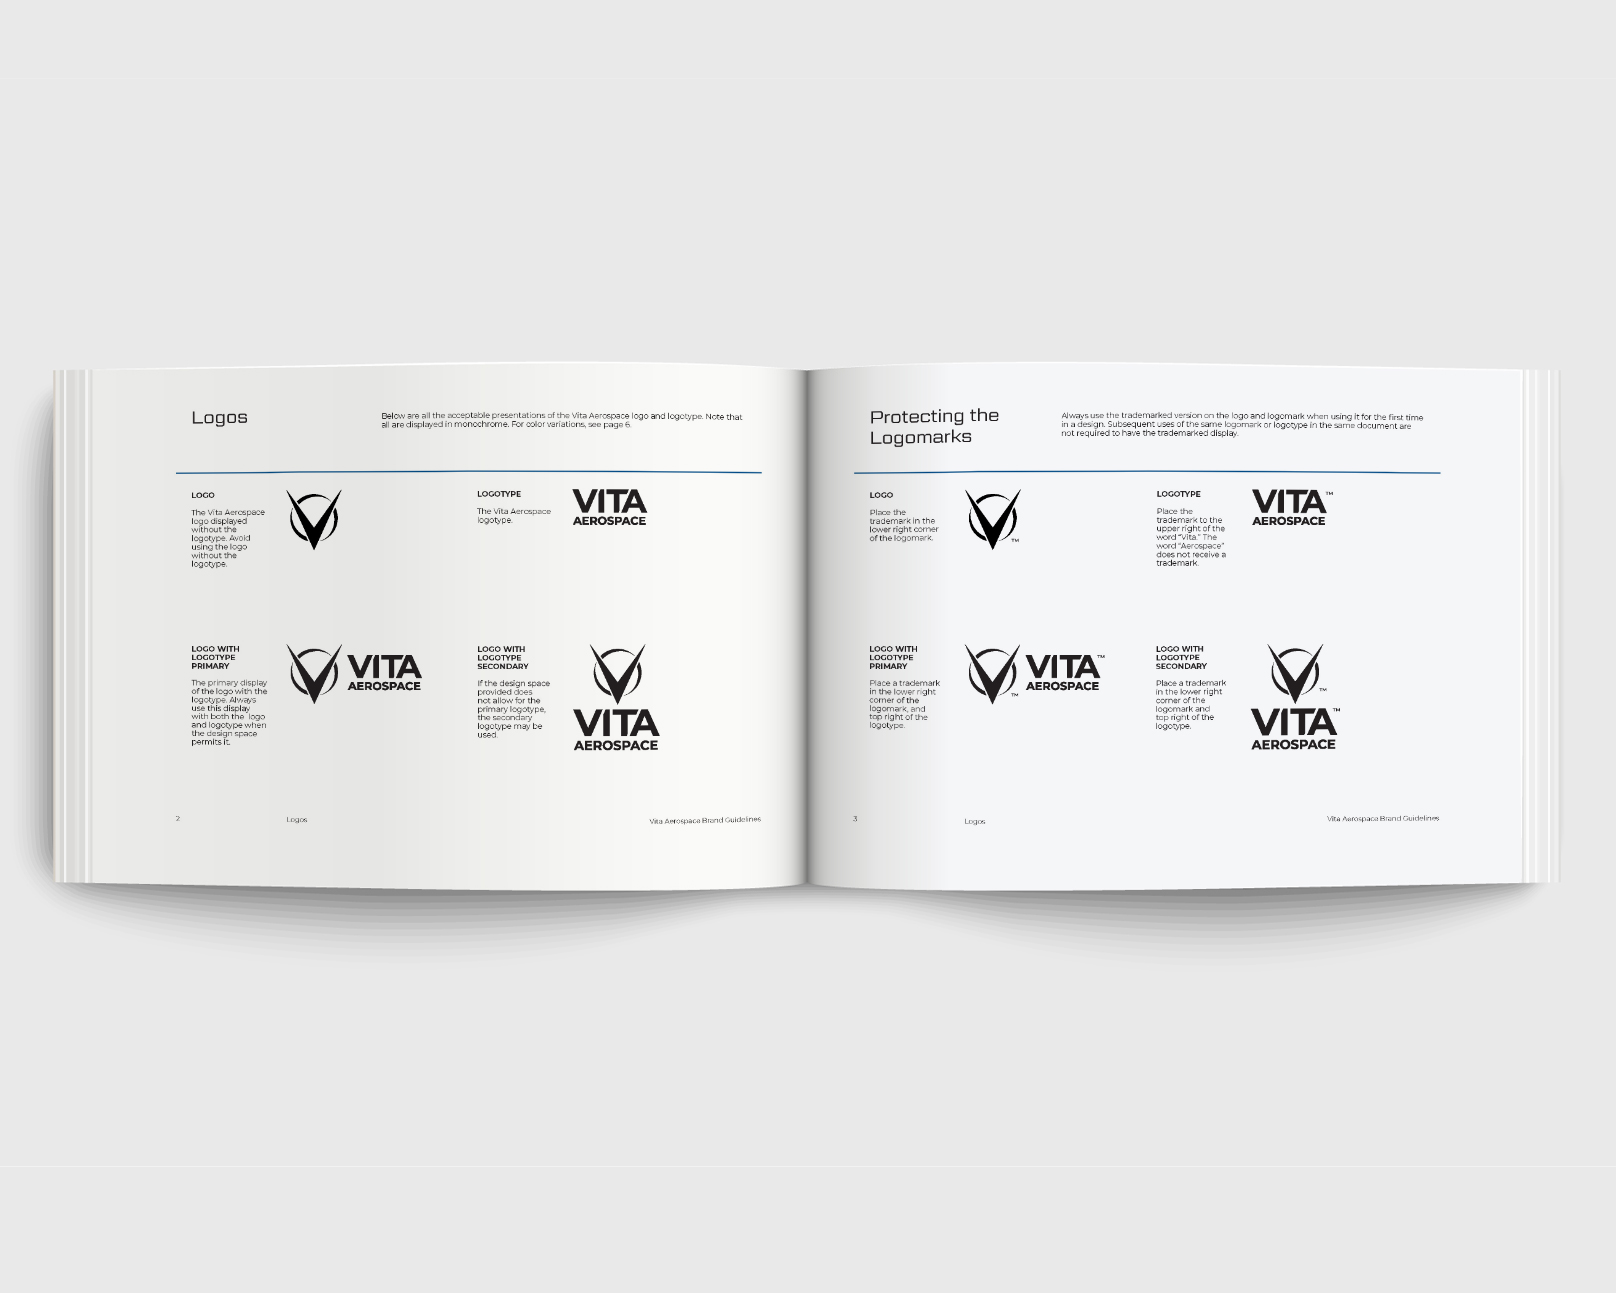 Logos
Below are all the acceptable presentations of the Vita Aerospace logo and logotype. Note that
all are displayed in monochrome. For color variations, see page 6.
LOGO
The Vita Aerospace
logo displayed
without the
logotype. Avoid
using the logo
without the
logotype.
LOGOTYPE
The Vita Aerospace
logotype.
VITA
AEROSPACE
LOGO WITH
LOGOTYPE
PRIMARY
The primary display
of the logo with the
logotype. Always
use this display
with both the logo
and logotype when
the design space
permits it.
VITA
AEROSPACE
LOGO WITH
LOGOTYPE
SECONDARY
If the design space
provided does
not allow for the
primary logotype,
the secondary
logotype may be
used.
VITA
AEROSPACE
2
Logos
Vita Aerospace Brand Guidelines
Protecting the
Logomarks
Always use the trademarked version on the logo and logomark when using it for the first time
in a design. Subsequent uses of the same logomark or logotype in the same document are
not required to have the trademarked display.
LOGO
Place the
trademark in the
lower right corner
of the logomark.
TM
LOGOTYPE
Place the
trademark to the
upper right of the
word “Vita.” The
word “Aerospace”
does not receive a
trademark.
VITA TM
AEROSPACE
LOGO WITH
LOGOTYPE
PRIMARY
Place a trademark
in the lower right
corner of the
logomark, and
top right of the
logotype.
TM
VITA TM
AEROSPACE
LOGO WITH
LOGOTYPE
SECONDARY
Place a trademark
in the lower right
corner of the
logomark and
top right of the
logotype.
TM
VITA TM
AEROSPACE
3
Logos
Vita Aerospace Brand Guidelines